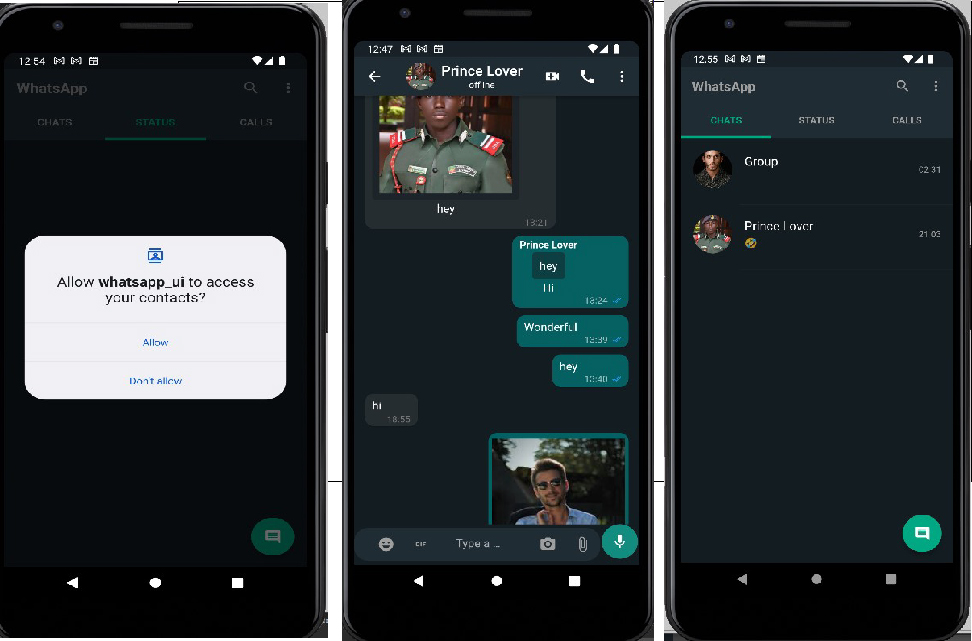 12:54
WhatsApp
CHATS STATUS CALLS
Allow whatsapp_ui to access
your contacts?
Allow
Don't allow
12:47
Prince Lover
offline
hey
18:21
Prince Lover
hey
Hi
18:24
Wonderful
13:39
hey
13:40
hi
18:55
GIF
Type a ...
12:55
WhatsApp
CHATS STATUS CALLS
Group
02:31
Prince Lover
21:03